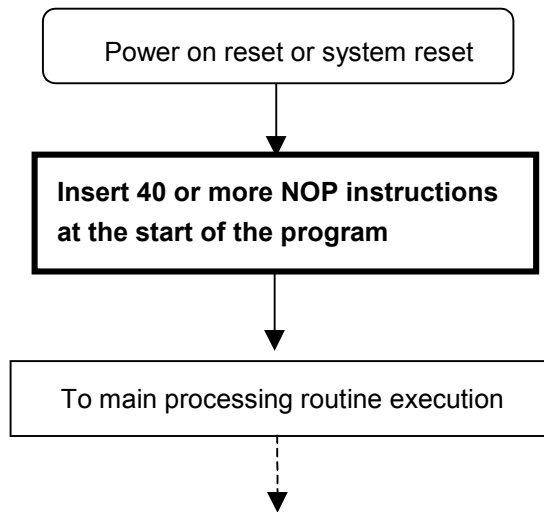 Power on reset or system reset
Insert 40 or more NOP instructions
at the start of the program
To main processing routine execution